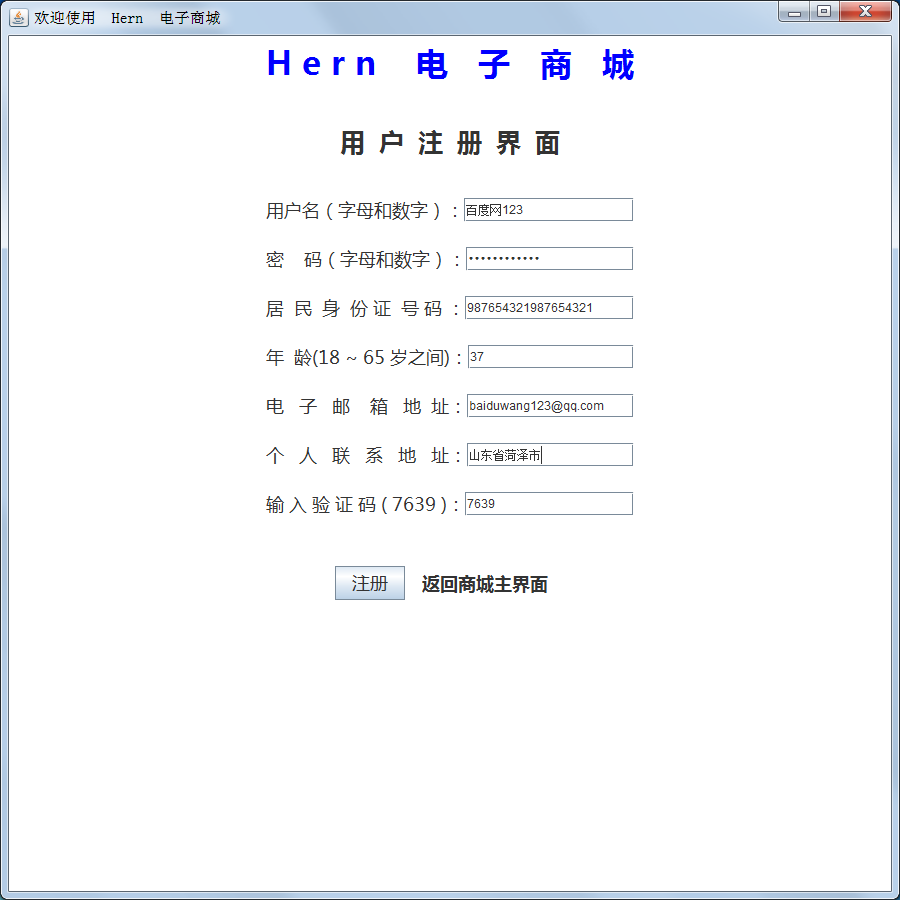 欢迎使用 Hern 电子商城
Hern 电 子 商 城
用 户 注 册 界 面
用户名（字母和数字）：百度网123
密 码（字母和数字）：••••••••••••
居 民 身 份 证 号 码 ：987654321987654321
年 龄(18 ~ 65 岁之间)：37
电 子 邮 箱 地 址：baiduwang123@qq.com
个 人 联 系 地 址：山东省菏泽市
输 入 验 证 码 ( 7639 )：7639
注册 返回商城主界面